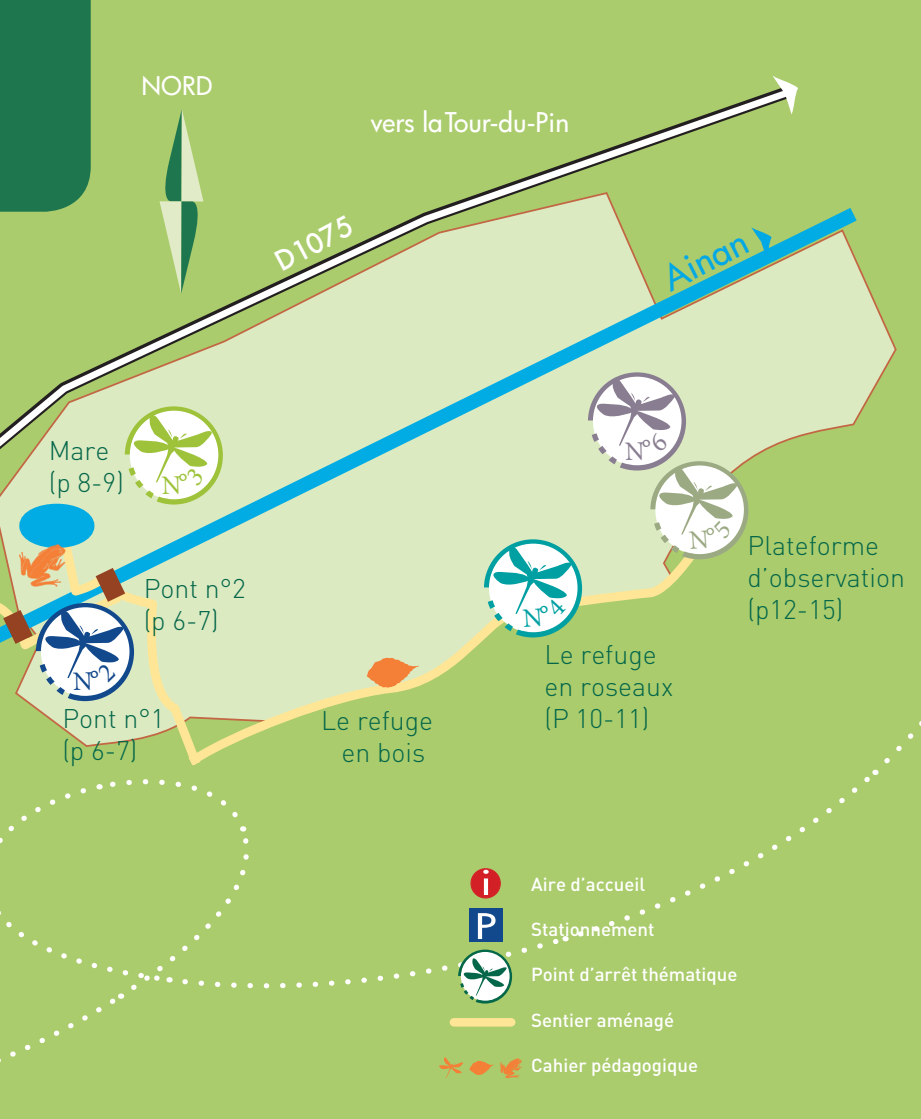 NORD
vers la Tour-du-Pin
D1075
Ainan
N°6
Mare
(p 8-9)
N°3
N°5
Plateforme
d'observation
(p12-15)
Pont n°2
(p 6-7)
N°4
N°2
Le refuge
en roseaux
(P 10-11)
Pont n°1
(p 6-7)
Le refuge
en bois
i
Aire d'accueil
P
Stationnement
Point d'arrêt thématique
Sentier aménagé
Cahier pédagogique